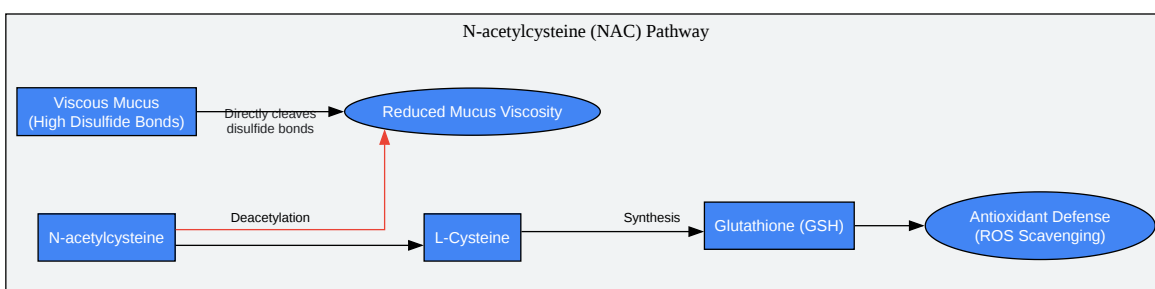 N-acetylcysteine (NAC) Pathway
Viscous Mucus
(High Disulfide Bonds)
Directly cleaves
disulfide bonds
Reduced Mucus Viscosity
N-acetylcysteine
Deacetylation
L-Cysteine
Synthesis
Glutathione (GSH)
Antioxidant Defense
(ROS Scavenging)